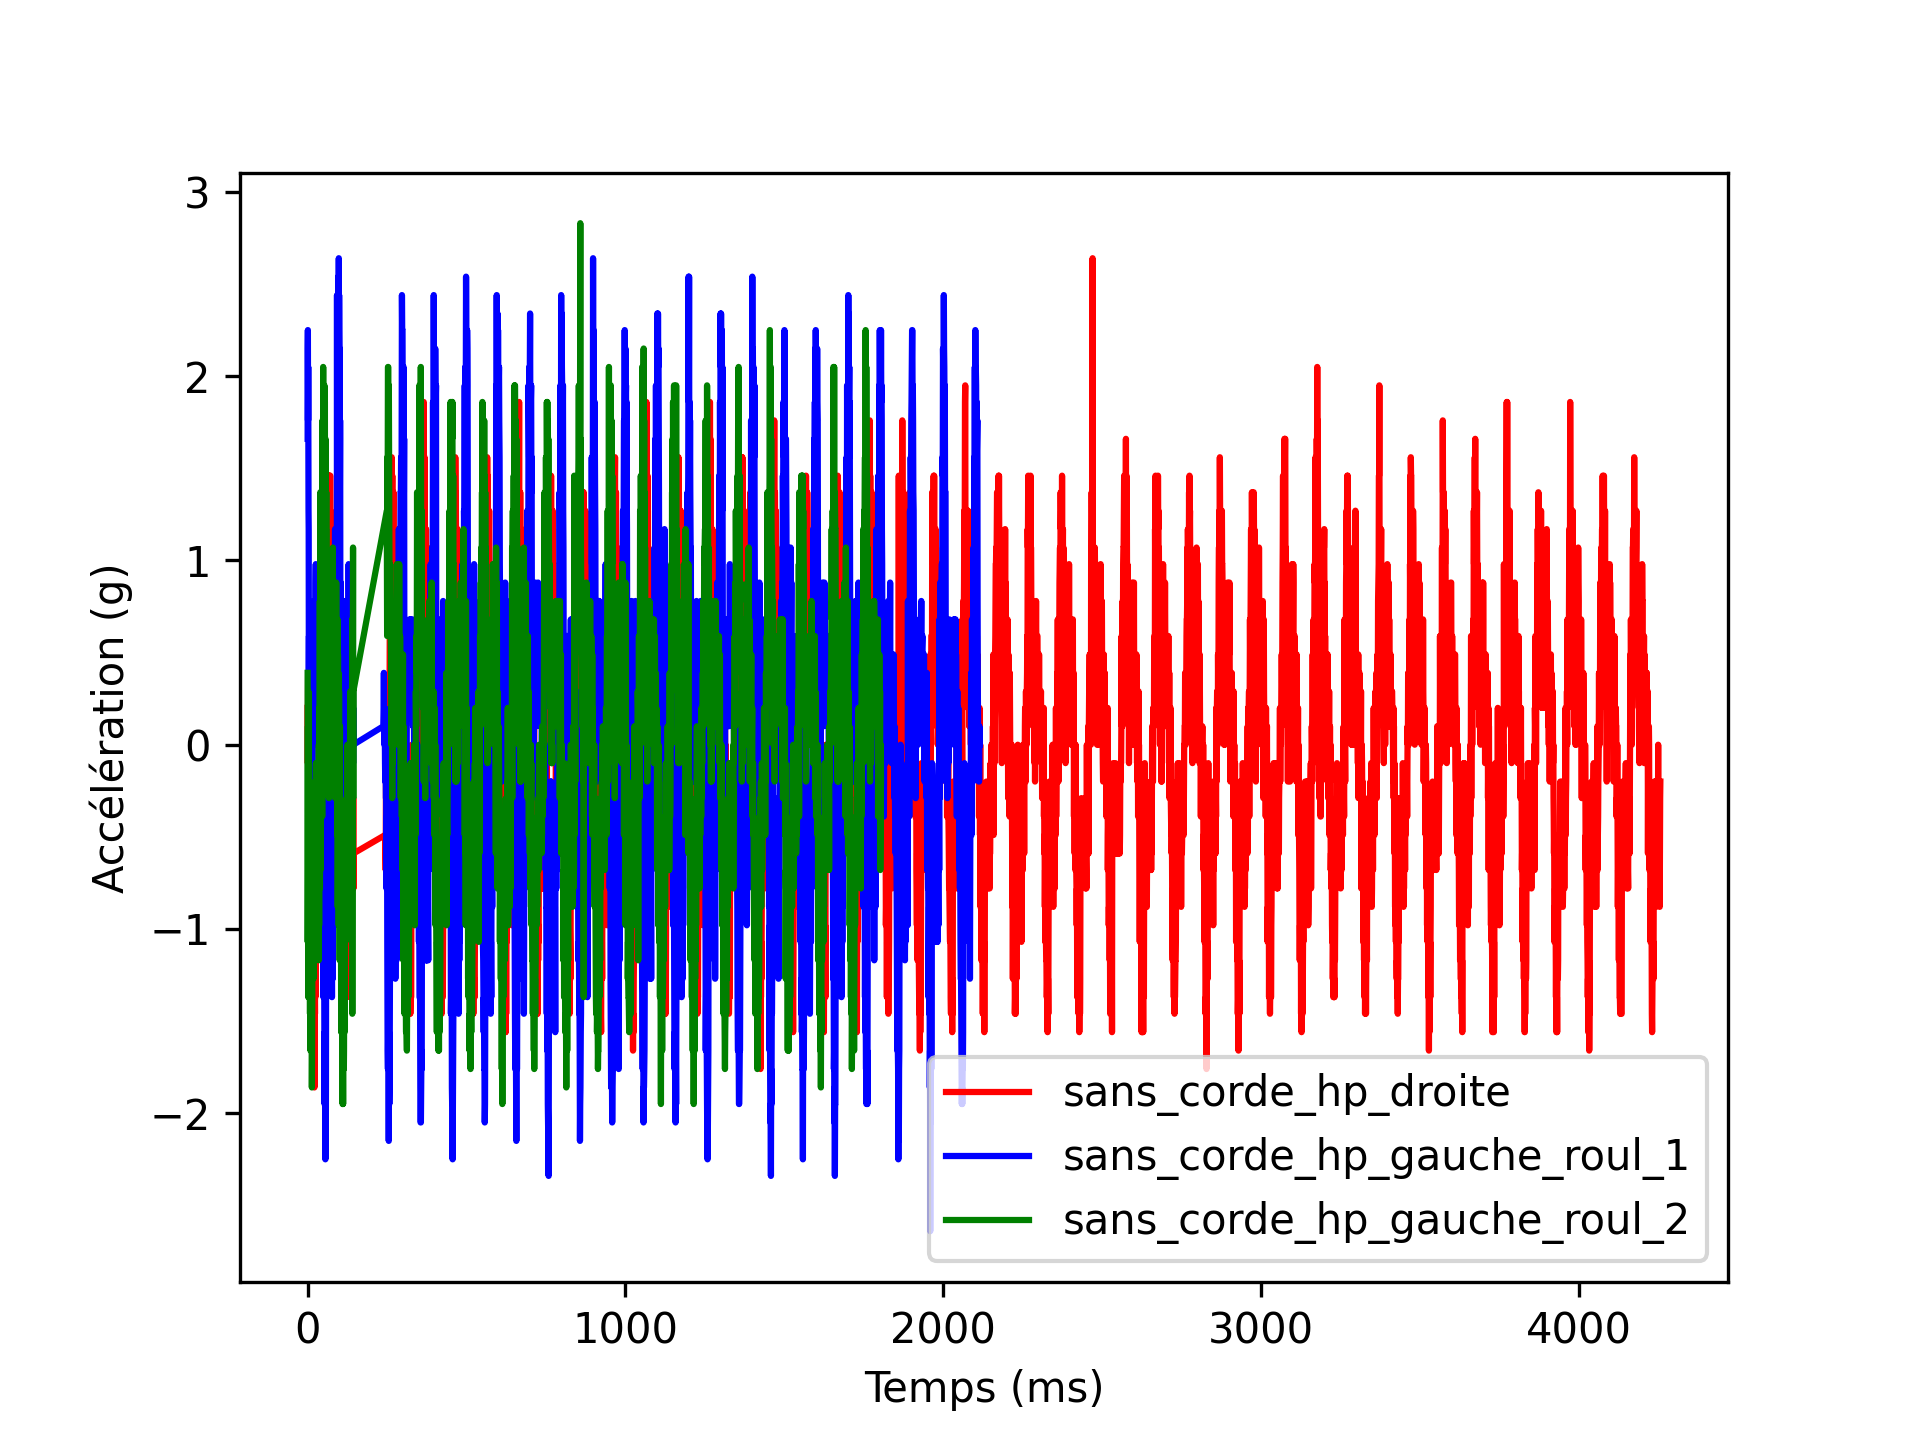 3
2
1
0
−1
−2
Accélération (g)
0 1000 2000 3000 4000
Temps (ms)
sans_corde_hp_droite
sans_corde_hp_gauche_roul_1
sans_corde_hp_gauche_roul_2